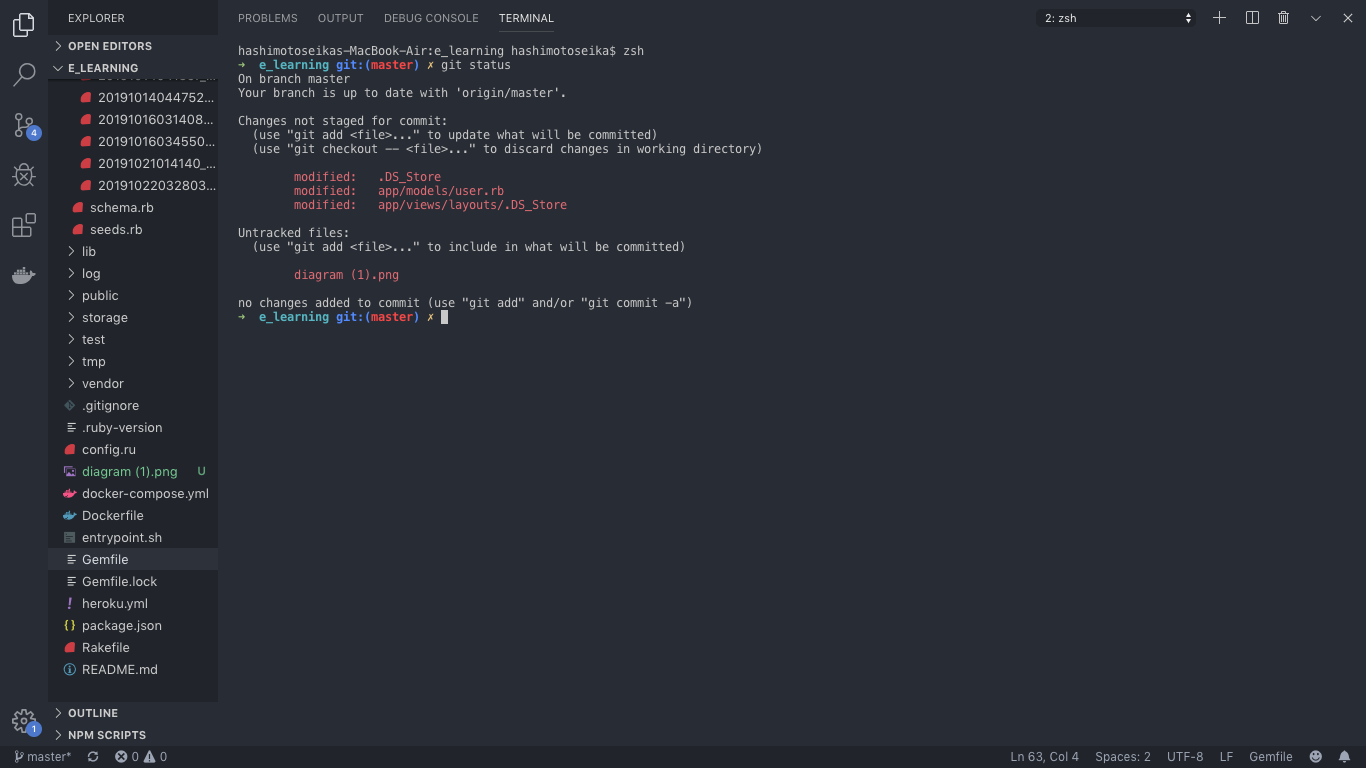 EXPLORER
OPEN EDITORS
E_LEARNING
20191014044752...
20191016031408...
20191016034550...
20191021014140_...
20191022032803...
schema.rb
seeds.rb
lib
log
public
storage
test
tmp
vendor
.gitignore
.ruby-version
config.ru
diagram (1).png U
docker-compose.yml
Dockerfile
entrypoint.sh
Gemfile
Gemfile.lock
heroku.yml
package.json
Rakefile
README.md
OUTLINE
NPM SCRIPTS
4
1
PROBLEMS OUTPUT DEBUG CONSOLE TERMINAL 2: zsh
hashimotoseikas-MacBook-Air:e_learning hashimotoseika$ zsh
➜ e_learning git:(master) ✗ git status
On branch master
Your branch is up to date with 'origin/master'.
Changes not staged for commit:
(use "git add <file>..." to update what will be committed)
(use "git checkout -- <file>..." to discard changes in working directory)
modified: .DS_Store
modified: app/models/user.rb
modified: app/views/layouts/.DS_Store
Untracked files:
(use "git add <file>..." to include in what will be committed)
diagram (1).png
no changes added to commit (use "git add" and/or "git commit -a")
➜ e_learning git:(master) ✗
master* 0 0 Ln 63, Col 4 Spaces: 2 UTF-8 LF Gemfile